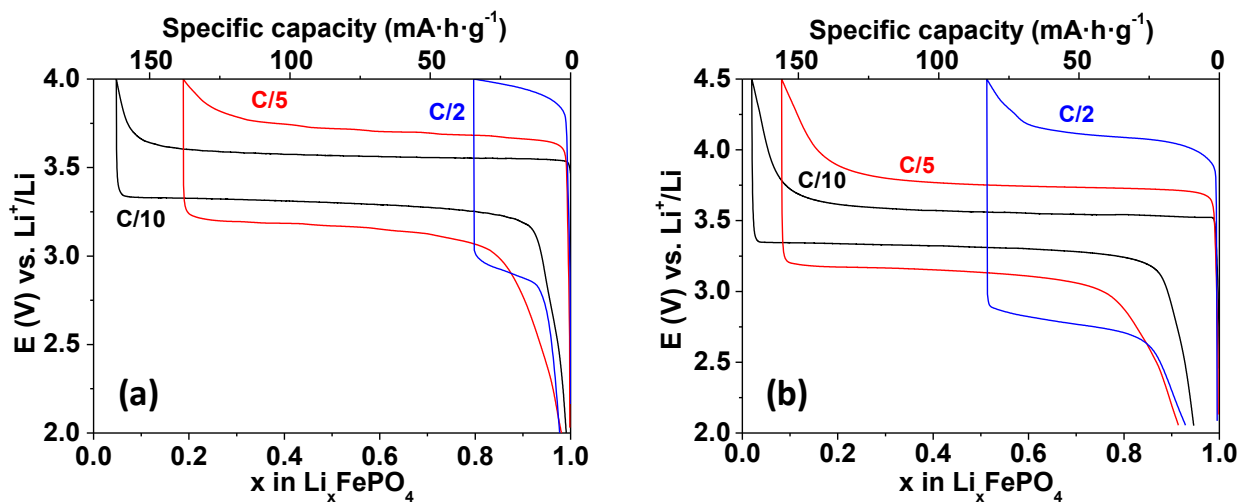 Specific capacity (mA·h·g⁻¹)
150 100 50 0
4.0
3.5
3.0
2.5
2.0
E (V) vs. Li⁺/Li
C/5
C/2
C/10
(a)
0.0 0.2 0.4 0.6 0.8 1.0
x in LiₓFePO₄
Specific capacity (mA·h·g⁻¹)
150 100 50 0
4.5
4.0
3.5
3.0
2.5
2.0
E (V) vs. Li⁺/Li
C/2
C/5
C/10
(b)
0.0 0.2 0.4 0.6 0.8 1.0
x in LiₓFePO₄